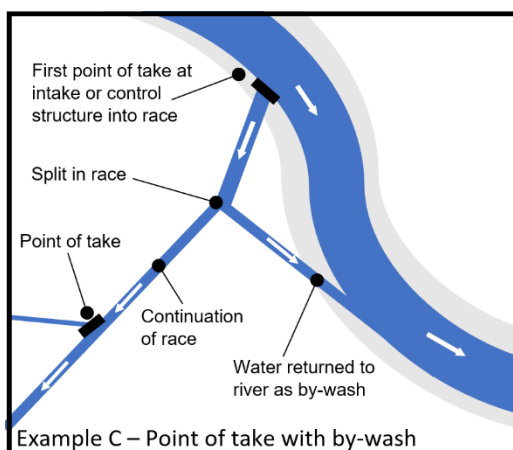 First point of take at
intake or control
structure into race
Split in race
Point of take
Continuation
of race
Water returned to
river as by-wash
Example C – Point of take with by-wash